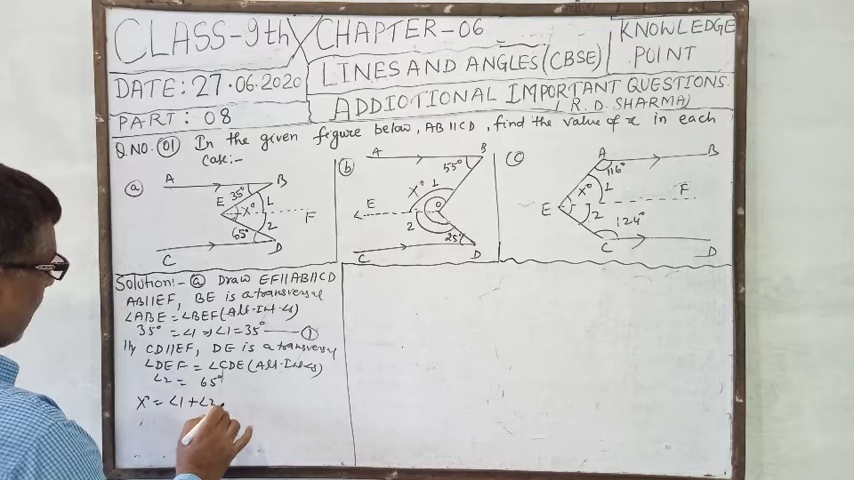 CLASS-9th
CHAPTER-06
KNOWLEDGE
POINT
DATE: 27.06.2020
LINES AND ANGLES (CBSE)
PART: 08
ADDIOTIONAL IMPORTANT QUESTIONS.
(R.D. SHARMA)
Q.NO. 01) In the given figure below, AB||CD, find the value of x in each
Case:-
a A B 35° E x° 1 F 2 65° C D
b A B 55° x° 1 E O 2 25° C D
c A B 116° x° 1 F E 2 124° C D
Solution:- a Draw EF||AB||CD
AB||EF, BE is a transversal
∠ABE = ∠BEF (Alt-Int-∠s)
35° = ∠1 ⇒ ∠1 = 35° — 1
||ly CD||EF, DE is a transversal
∠DEF = ∠CDE (Alt-Int∠s)
∠2 = 65°
x° = ∠1 + ∠2